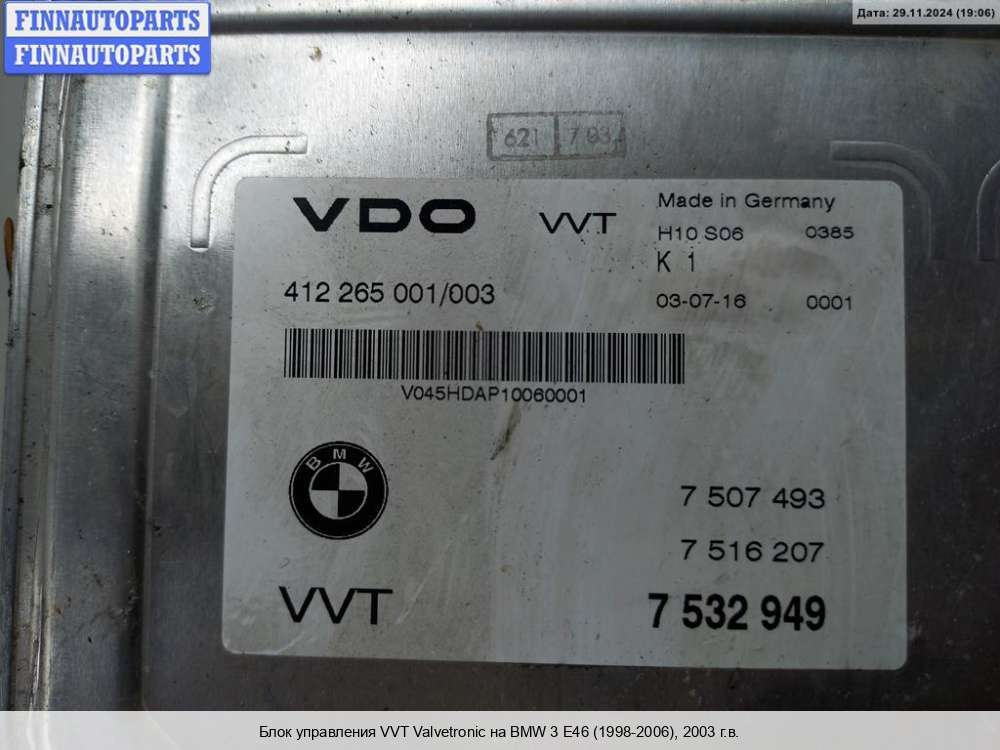 FINNAUTOPARTS
FINNAUTOPARTS
Дата: 29.11.2024 (19:06)
621 7 03
VDO VVT
Made in Germany
H10 S06 0385
K 1
412 265 001/003
03-07-16 0001
V045HDAP10060001
BMW
7 507 493
7 516 207
VVT
7 532 949
Блок управления VVT Valvetronic на BMW 3 E46 (1998-2006), 2003 г.в.